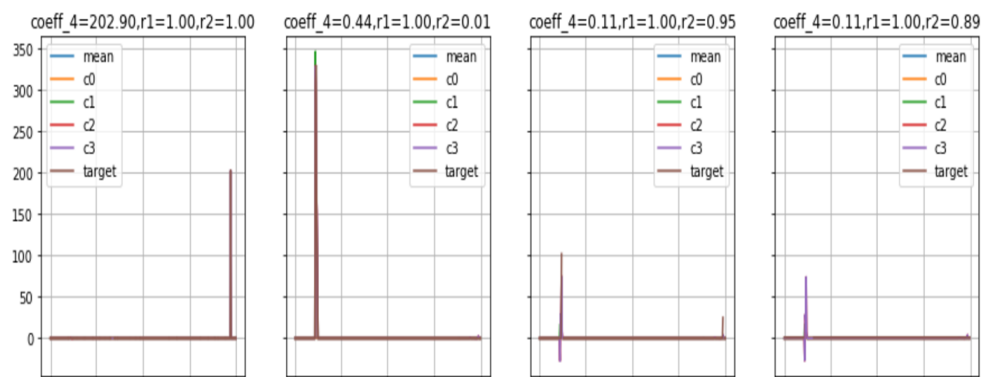 coeff_4=202.90,r1=1.00,r2=1.00
350
300
250
200
150
100
50
0
mean
c0
c1
c2
c3
target
coeff_4=0.44,r1=1.00,r2=0.01
mean
c0
c1
c2
c3
target
coeff_4=0.11,r1=1.00,r2=0.95
mean
c0
c1
c2
c3
target
coeff_4=0.11,r1=1.00,r2=0.89
mean
c0
c1
c2
c3
target